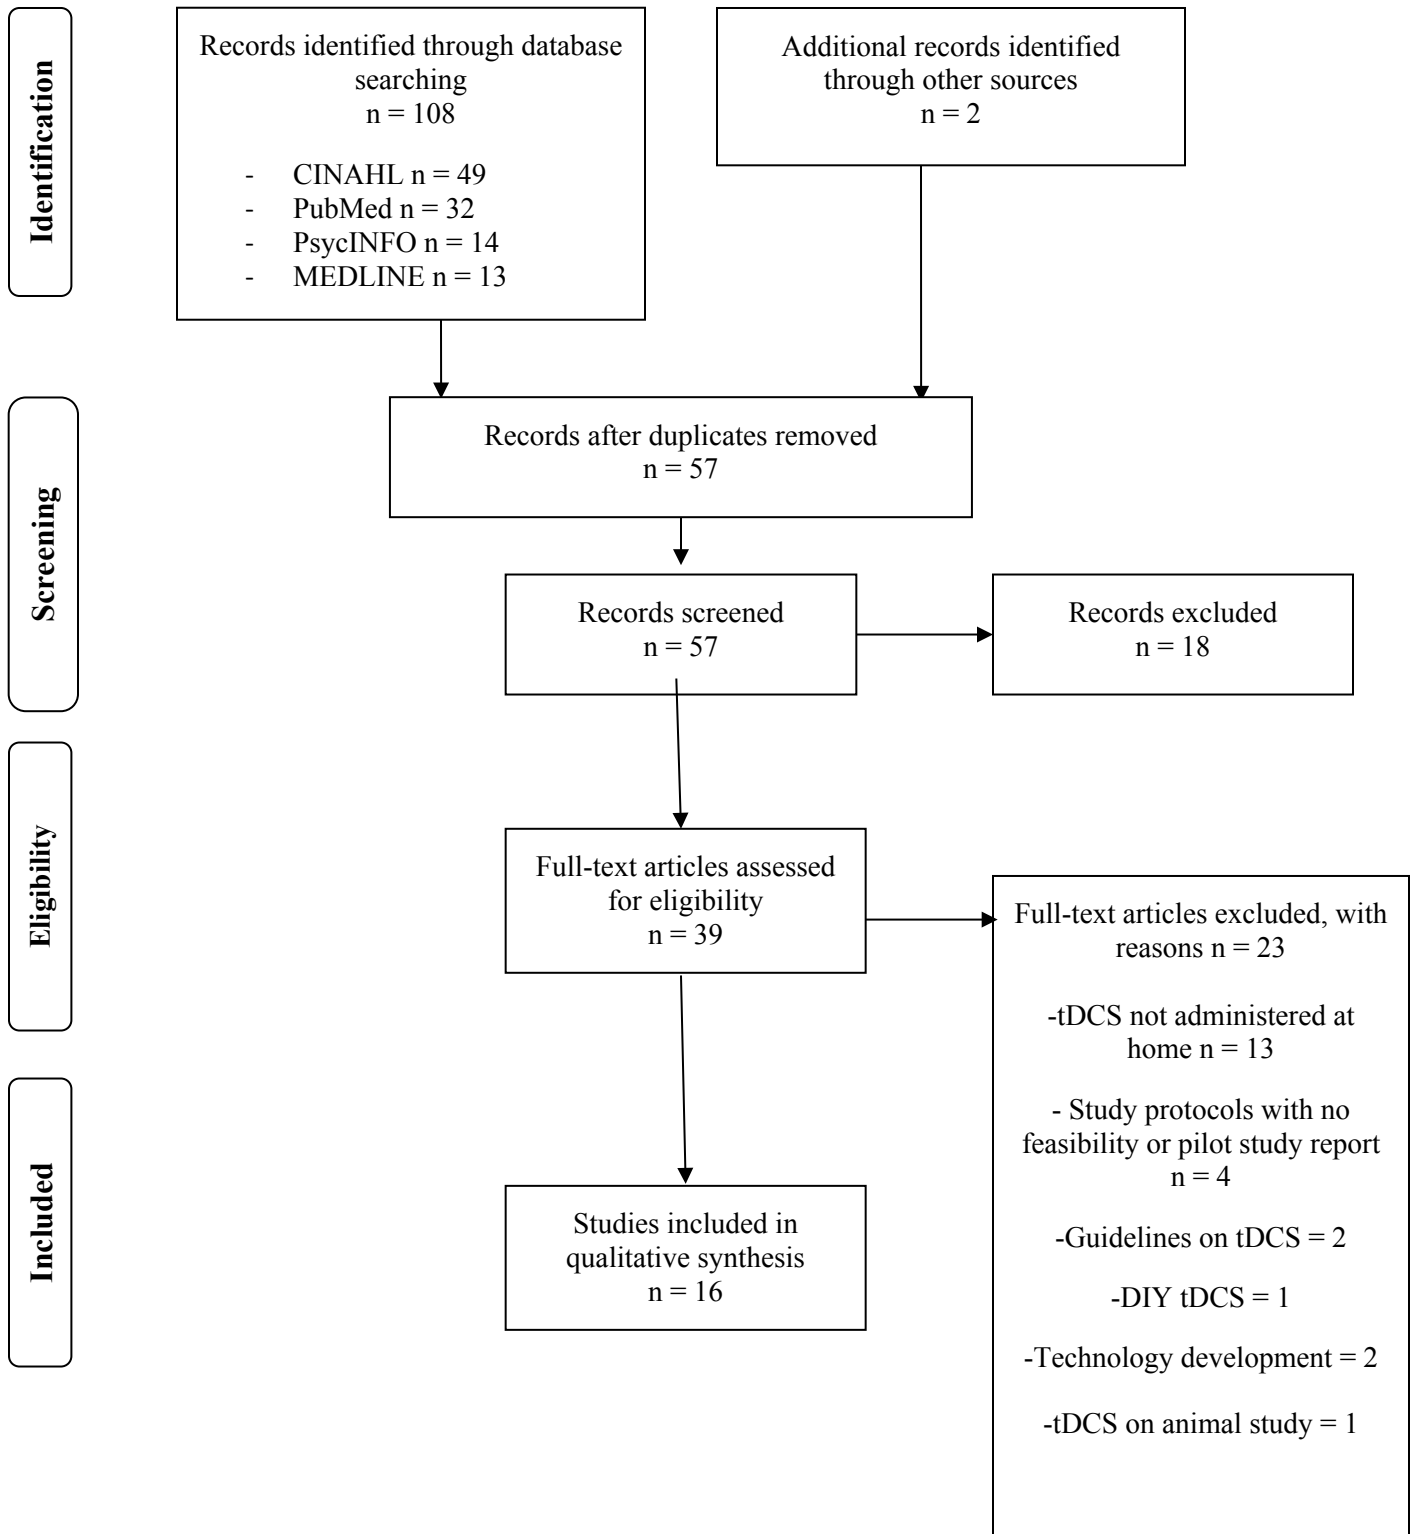 Identification
Records identified through database
searching
n = 108
- CINAHL n = 49
- PubMed n = 32
- PsycINFO n = 14
- MEDLINE n = 13
Additional records identified
through other sources
n = 2
Screening
Records after duplicates removed
n = 57
Records screened
n = 57
Records excluded
n = 18
Eligibility
Full-text articles assessed
for eligibility
n = 39
Full-text articles excluded, with
reasons n = 23
-tDCS not administered at
home n = 13
- Study protocols with no
feasibility or pilot study report
n = 4
-Guidelines on tDCS = 2
-DIY tDCS = 1
-Technology development = 2
-tDCS on animal study = 1
Included
Studies included in
qualitative synthesis
n = 16